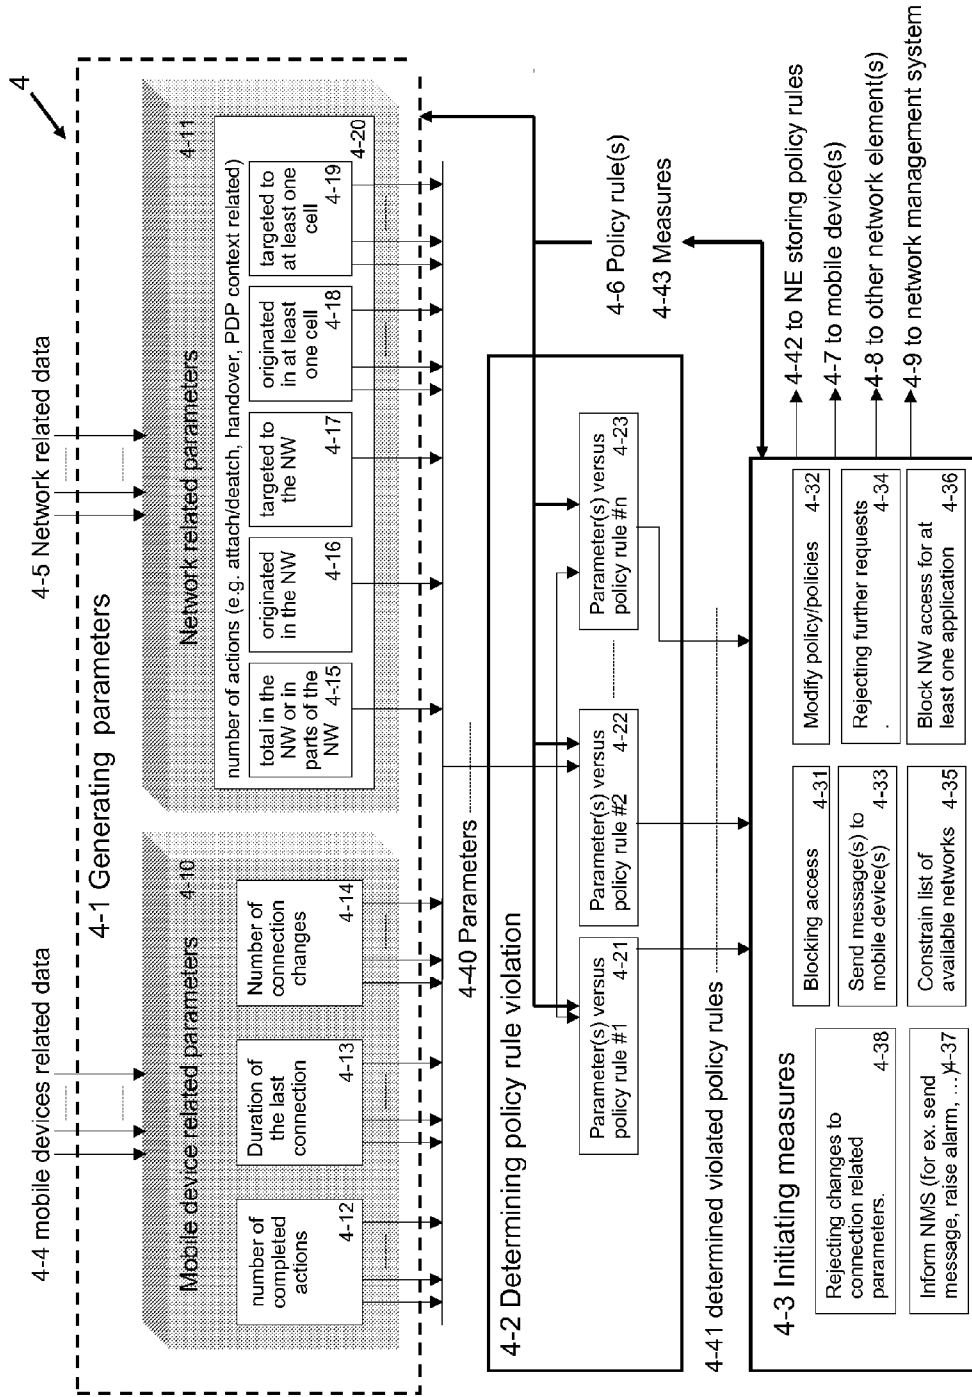 4
4-4 mobile devices related data
4-5 Network related data
4-1 Generating parameters
Mobile device related parameters 4-10
number of
completed
actions
4-12
Duration of
the last
connection
4-13
Number of
connection
changes
4-14
Network related parameters
4-11
number of actions (e.g. attach/deatch, handover, PDP context related)
4-20
total in the
NW or in
parts of the
NW
4-15
originated
in the NW
4-16
targeted to
the NW
4-17
originated
in at least
one cell
4-18
targeted to
at least one
cell
4-19
4-40 Parameters
4-2 Determining policy rule violation
Parameter(s) versus
policy rule #1
4-21
Parameter(s) versus
policy rule #2
4-22
Parameter(s) versus
policy rule #n
4-23
4-6 Policy rule(s)
4-43 Measures
4-41 determined violated policy rules
4-3 Initiating measures
Rejecting changes to
connection related
parameters.
4-38
Inform NMS (for ex. send
message, raise alarm, ...)
4-37
Blocking access
4-31
Send message(s) to
mobile device(s)
4-33
Constrain list of
available networks
4-35
Modify policy/policies
4-32
Rejecting further requests
.
4-34
Block NW access for at
least one application
4-36
4-42 to NE storing policy rules
4-7 to mobile device(s)
4-8 to other network element(s)
4-9 to network management system